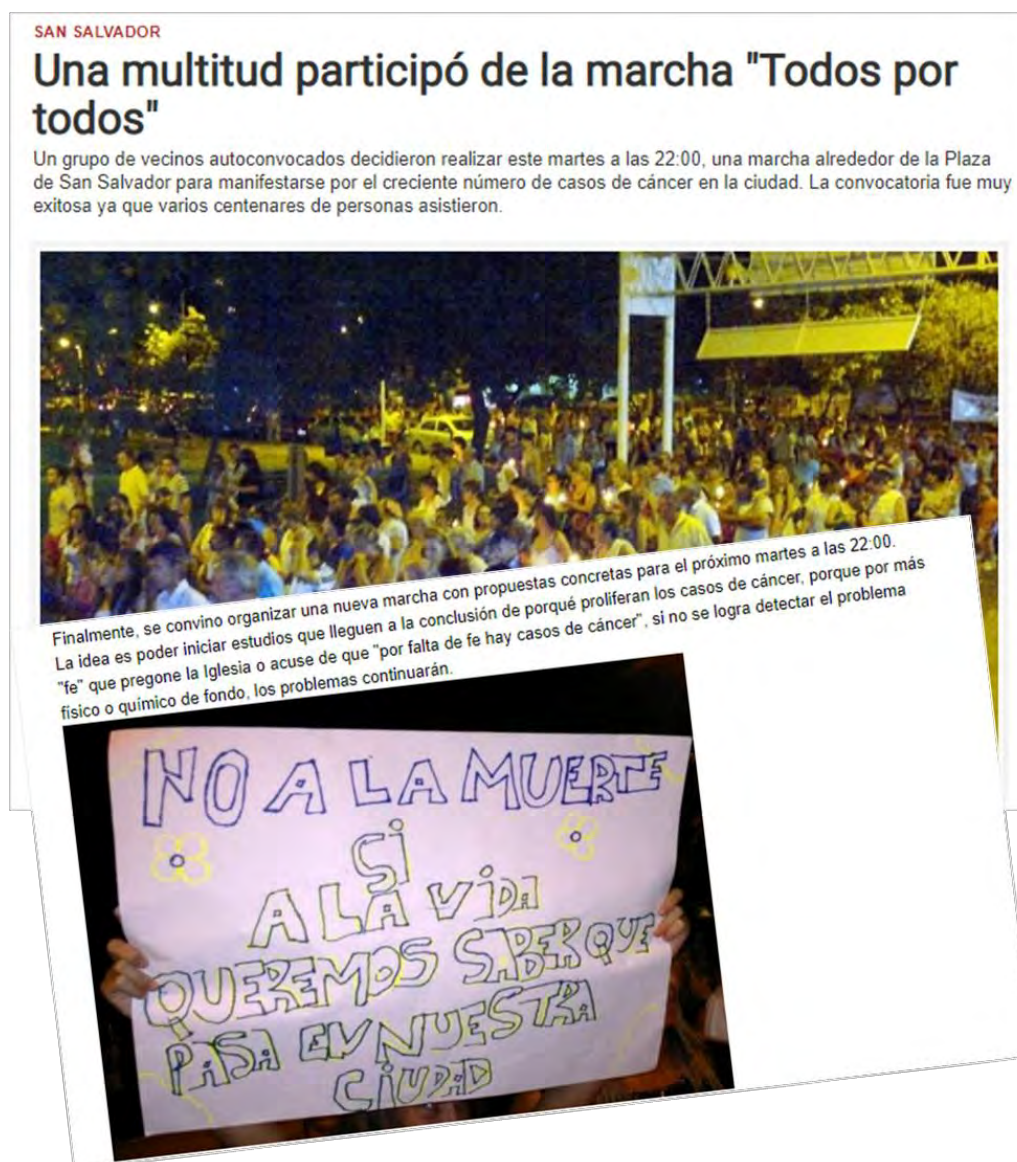 SAN SALVADOR
Una multitud participó de la marcha "Todos por
todos"
Un grupo de vecinos autoconvocados decidieron realizar este martes a las 22:00, una marcha alrededor de la Plaza
de San Salvador para manifestarse por el creciente número de casos de cáncer en la ciudad. La convocatoria fue muy
exitosa ya que varios centenares de personas asistieron.
Finalmente, se convino organizar una nueva marcha con propuestas concretas para el próximo martes a las 22:00.
La idea es poder iniciar estudios que lleguen a la conclusión de porqué proliferan los casos de cáncer, porque por más
"fe" que pregone la Iglesia o acuse de que "por falta de fe hay casos de cáncer", si no se logra detectar el problema
físico o químico de fondo, los problemas continuarán.
NO A LA MUERTE
SI
A LA VIDA
QUEREMOS SABER QUE
PASA EN NUESTRA
CIUDAD